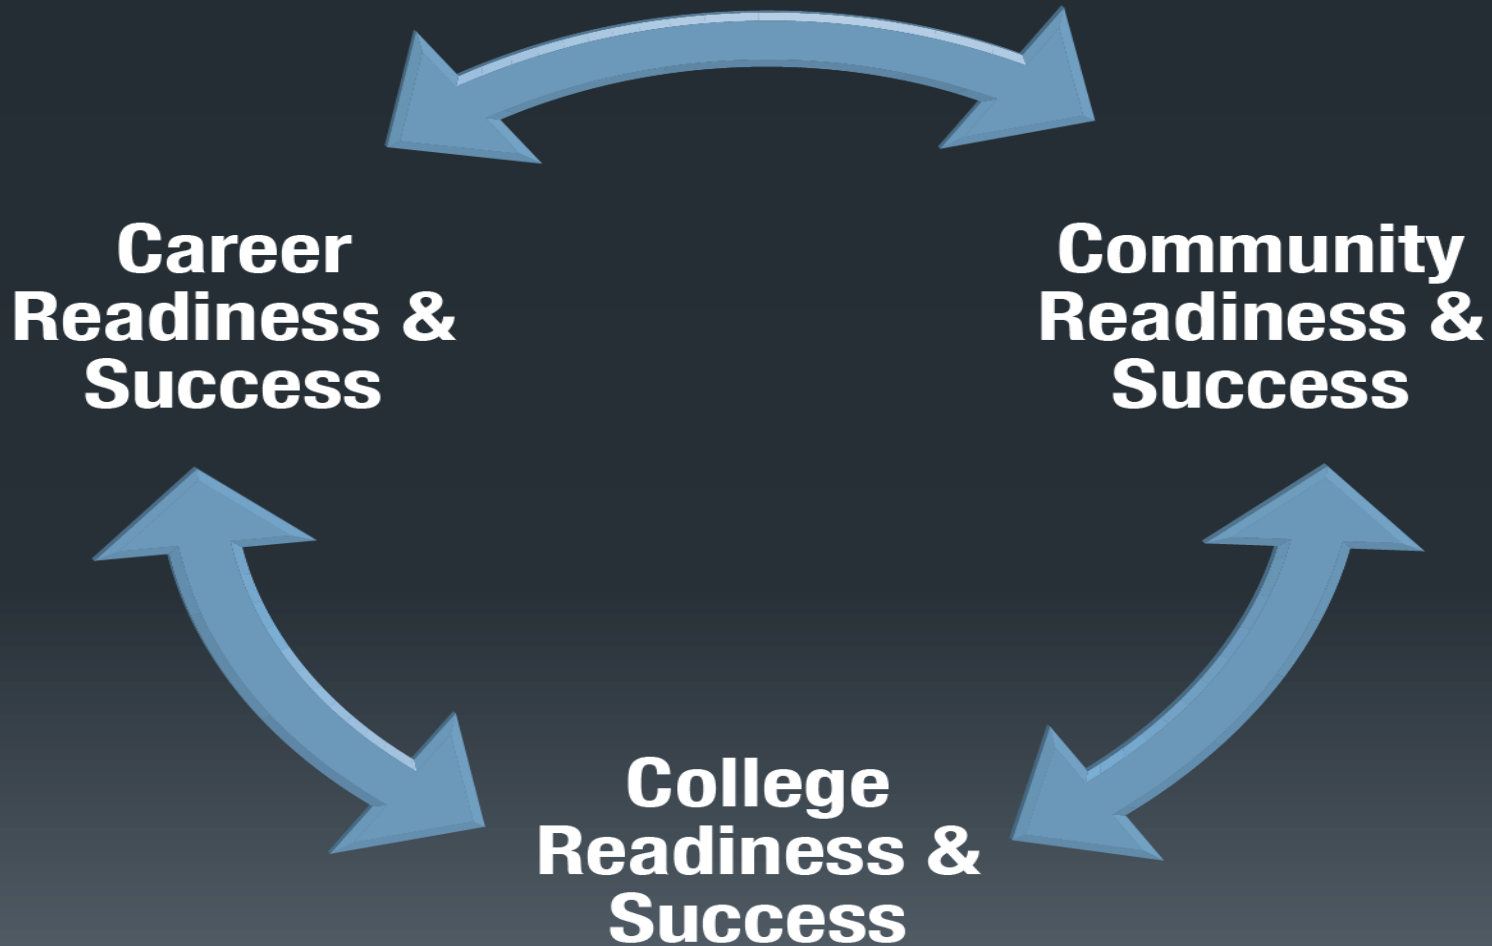 Career
Readiness &
Success
Community
Readiness &
Success
College
Readiness &
Success